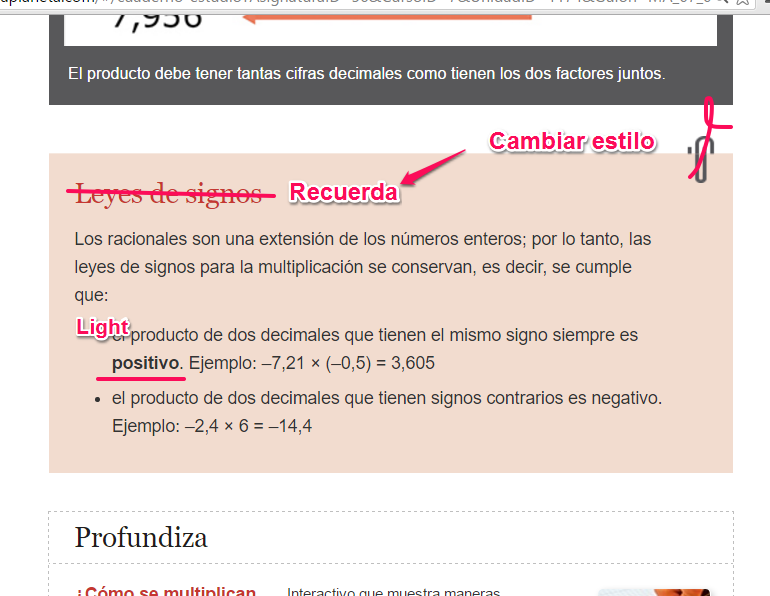 7,956
El producto debe tener tantas cifras decimales como tienen los dos factores juntos.
Cambiar estilo
Leyes de signos Recuerda
Los racionales son una extensión de los números enteros; por lo tanto, las
leyes de signos para la multiplicación se conservan, es decir, se cumple
que:
Light
el producto de dos decimales que tienen el mismo signo siempre es
positivo. Ejemplo: –7,21 × (–0,5) = 3,605
• el producto de dos decimales que tienen signos contrarios es negativo.
Ejemplo: –2,4 × 6 = –14,4
Profundiza
¿Cómo se multiplican Interactivo que muestra maneras